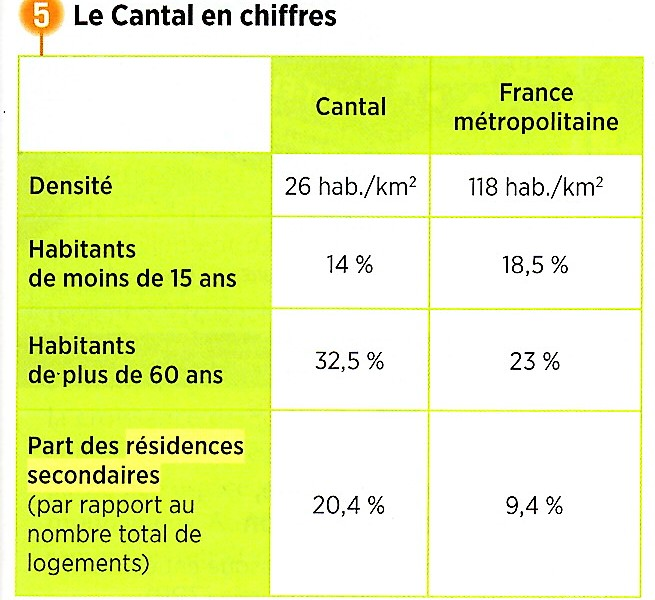 5 Le Cantal en chiffres
Cantal
France
métropolitaine
Densité
26 hab./km²
118 hab./km²
Habitants
de moins de 15 ans
14 %
18,5 %
Habitants
de plus de 60 ans
32,5 %
23 %
Part des résidences
secondaires
(par rapport au
nombre total de
logements)
20,4 %
9,4 %